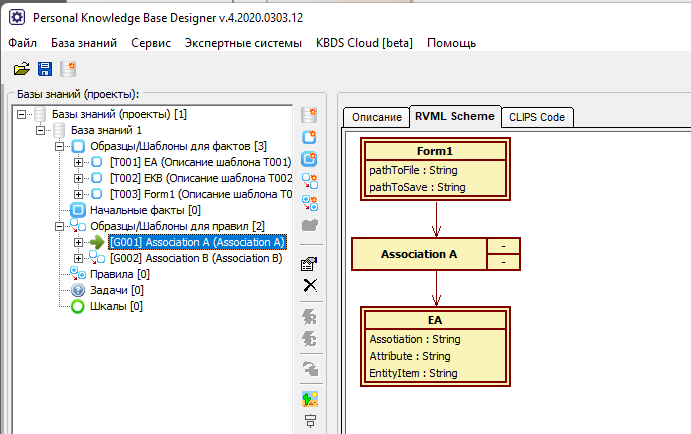 Personal Knowledge Base Designer v.4.2020.0303.12
Файл База знаний Сервис Экспертные системы KBDS Cloud [beta] Помощь
Базы знаний (проекты):
Базы знаний (проекты) [1]
База знаний 1
Образцы/Шаблоны для фактов [3]
[T001] EA (Описание шаблона T001)
[T002] EKB (Описание шаблона T002
[T003] Form1 (Описание шаблона T0
Начальные факты [0]
Образцы/Шаблоны для правил [2]
[G001] Association A (Association A)
[G002] Association B (Association B)
Правила [0]
Задачи [0]
Шкалы [0]
Описание RVML Scheme CLIPS Code
Form1
pathToFile : String
pathToSave : String
Association A
-
-
EA
Assotiation : String
Attribute : String
EntityItem : String